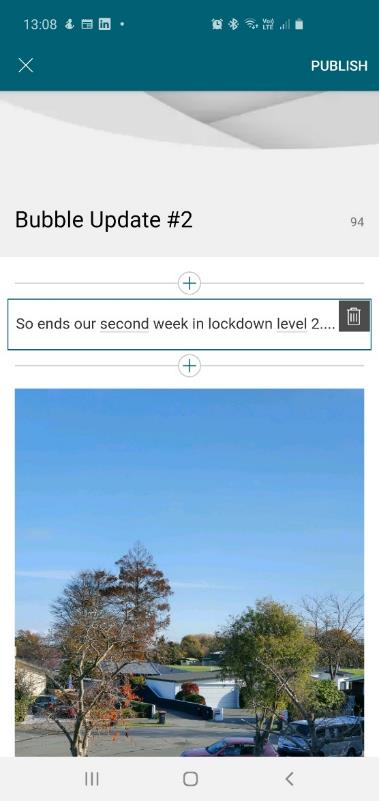 13:08
PUBLISH
Bubble Update #2
94
So ends our second week in lockdown level 2....